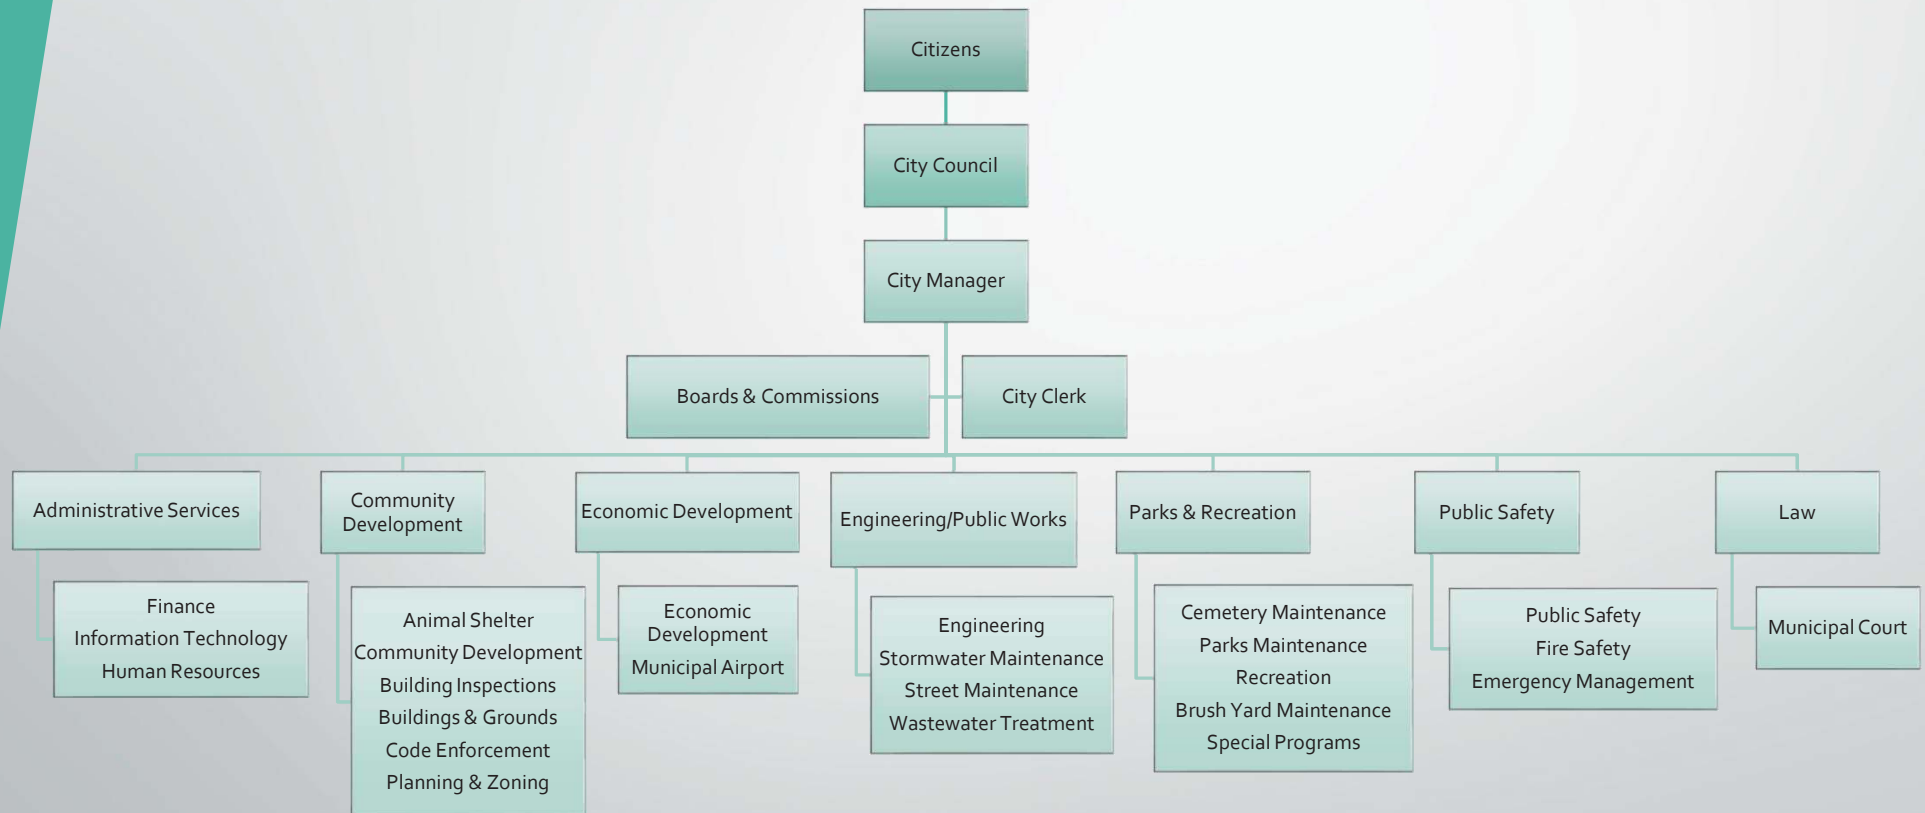 Citizens
City Council
City Manager
Boards & Commissions
City Clerk
Administrative Services
Finance
Information Technology
Human Resources
Community
Development
Animal Shelter
Community Development
Building Inspections
Buildings & Grounds
Code Enforcement
Planning & Zoning
Economic Development
Economic
Development
Municipal Airport
Engineering/Public Works
Engineering
Stormwater Maintenance
Street Maintenance
Wastewater Treatment
Parks & Recreation
Cemetery Maintenance
Parks Maintenance
Recreation
Brush Yard Maintenance
Special Programs
Public Safety
Public Safety
Fire Safety
Emergency Management
Law
Municipal Court